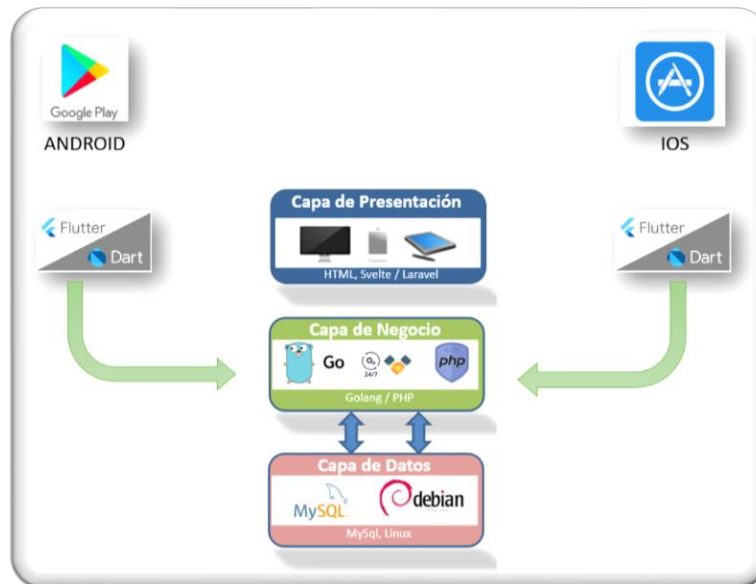 Google Play
ANDROID
IOS
Flutter
Dart
Capa de Presentación
HTML, Svelte / Laravel
Flutter
Dart
Capa de Negocio
Go
24/7
php
Golang / PHP
Capa de Datos
MySQL
debian
MySql, Linux